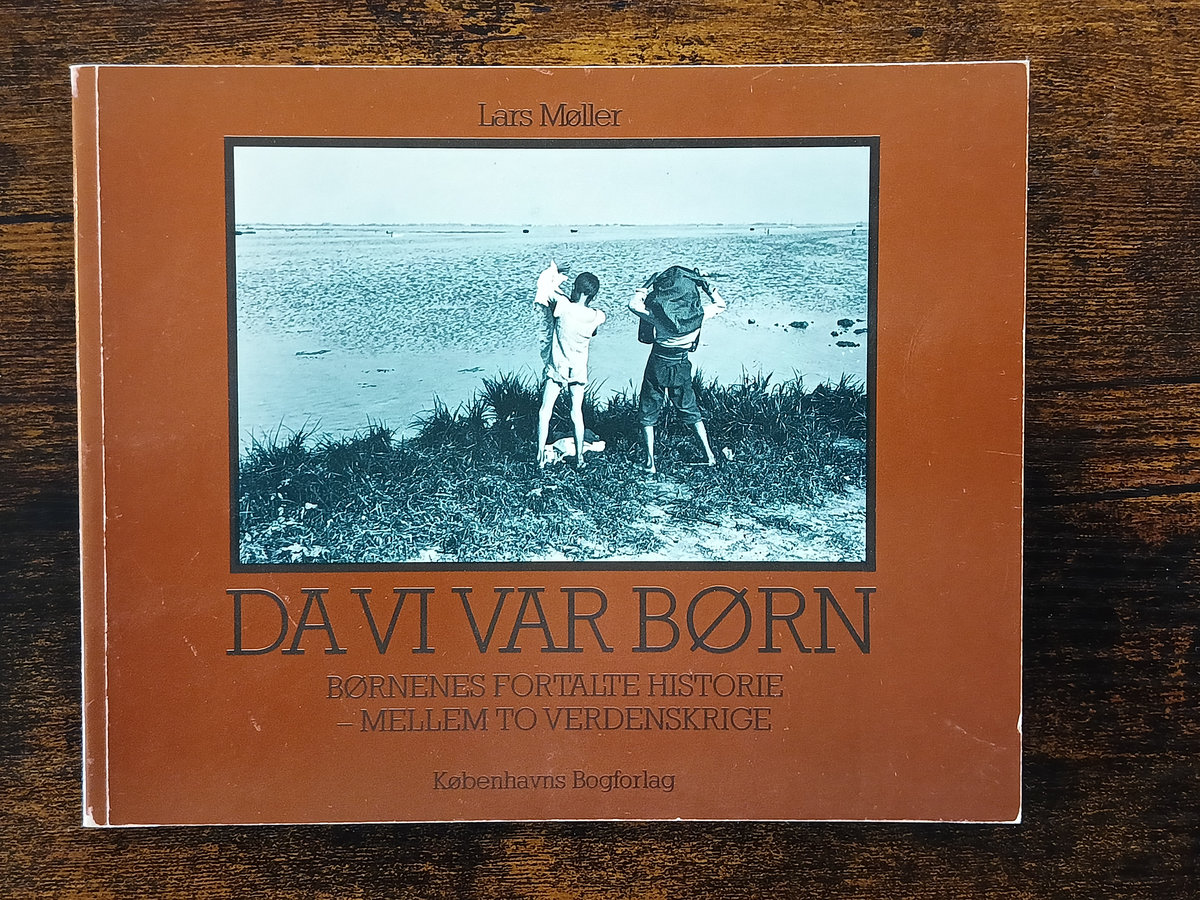 Lars Møller
DA VI VAR BØRN
BØRNENES FORTALTE HISTORIE
– MELLEM TO VERDENSKRIGE
Københavns Bogforlag